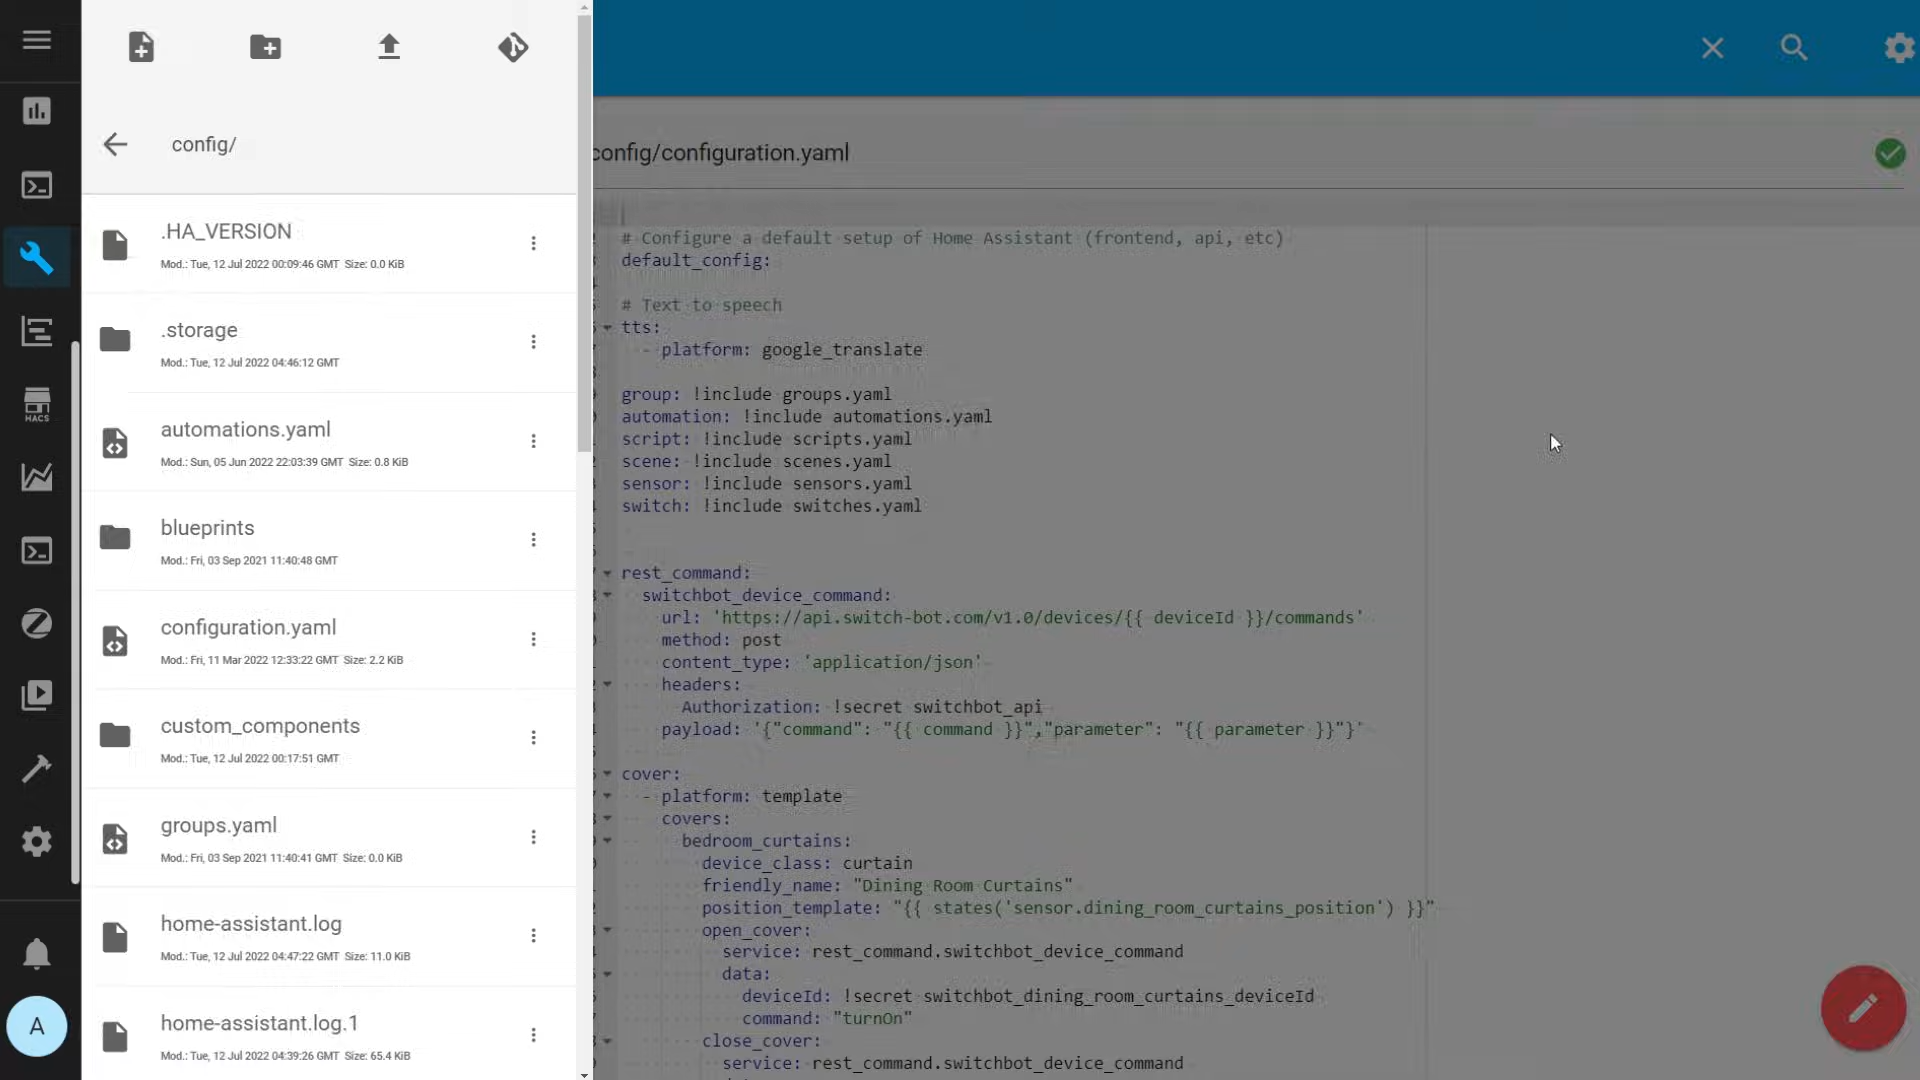 HACS
A
config/
.HA_VERSION
Mod.: Tue, 12 Jul 2022 00:09:46 GMT Size: 0.0 KiB
.storage
Mod.: Tue, 12 Jul 2022 04:46:12 GMT
automations.yaml
Mod.: Sun, 05 Jun 2022 22:03:39 GMT Size: 0.8 KiB
blueprints
Mod.: Fri, 03 Sep 2021 11:40:48 GMT
configuration.yaml
Mod.: Fri, 11 Mar 2022 12:33:22 GMT Size: 2.2 KiB
custom_components
Mod.: Tue, 12 Jul 2022 00:17:51 GMT
groups.yaml
Mod.: Fri, 03 Sep 2021 11:40:41 GMT Size: 0.0 KiB
home-assistant.log
Mod.: Tue, 12 Jul 2022 04:47:22 GMT Size: 11.0 KiB
home-assistant.log.1
Mod.: Tue, 12 Jul 2022 04:39:26 GMT Size: 65.4 KiB
config/configuration.yaml
# Configure a default setup of Home Assistant (frontend, api, etc)
default_config:
# Text to speech
tts:
- platform: google_translate
group: !include groups.yaml
automation: !include automations.yaml
script: !include scripts.yaml
scene: !include scenes.yaml
sensor: !include sensors.yaml
switch: !include switches.yaml
rest_command:
switchbot_device_command:
url: 'https://api.switch-bot.com/v1.0/devices/{{ deviceId }}/commands'
method: post
content_type: 'application/json'
headers:
Authorization: !secret switchbot_api
payload: '{"command": "{{ command }}","parameter": "{{ parameter }}"}'
cover:
- platform: template
covers:
bedroom_curtains:
device_class: curtain
friendly_name: "Dining Room Curtains"
position_template: "{{ states('sensor.dining_room_curtains_position') }}"
open_cover:
service: rest_command.switchbot_device_command
data:
deviceId: !secret switchbot_dining_room_curtains_deviceId
command: "turnOn"
close_cover:
service: rest_command.switchbot_device_command